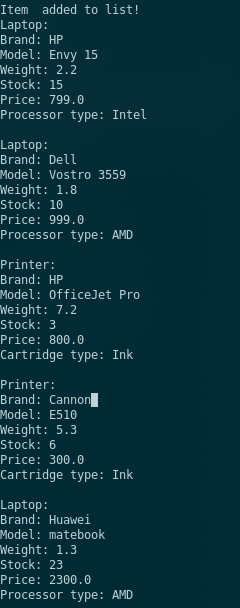 Item  added to list!
Laptop:
Brand: HP
Model: Envy 15
Weight: 2.2
Stock: 15
Price: 799.0
Processor type: Intel

Laptop:
Brand: Dell
Model: Vostro 3559
Weight: 1.8
Stock: 10
Price: 999.0
Processor type: AMD

Printer:
Brand: HP
Model: OfficeJet Pro
Weight: 7.2
Stock: 3
Price: 800.0
Cartridge type: Ink

Printer:
Brand: Cannon
Model: E510
Weight: 5.3
Stock: 6
Price: 300.0
Cartridge type: Ink

Laptop:
Brand: Huawei
Model: matebook
Weight: 1.3
Stock: 23
Price: 2300.0
Processor type: AMD